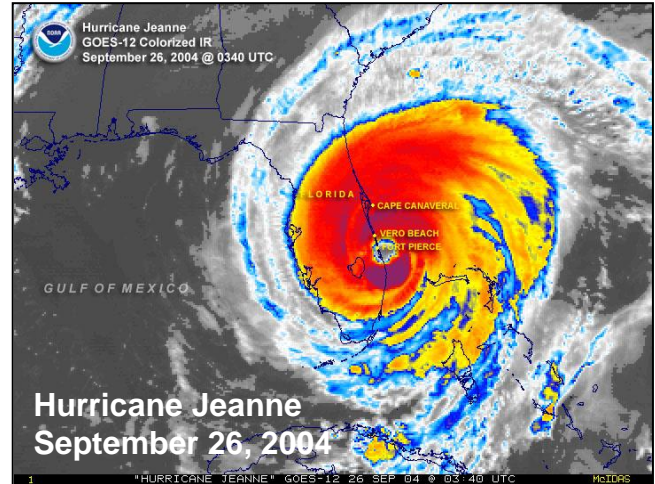 NOAA
Hurricane Jeanne
GOES-12 Colorized IR
September 26, 2004 @ 0340 UTC
LORIDA
CAPE CANAVERAL
VERO BEACH
FORT PIERCE
GULF OF MEXICO
Hurricane Jeanne
September 26, 2004
1 "HURRICANE JEANNE" GOES-12 26 SEP 04 @ 03:40 UTC McIDAS